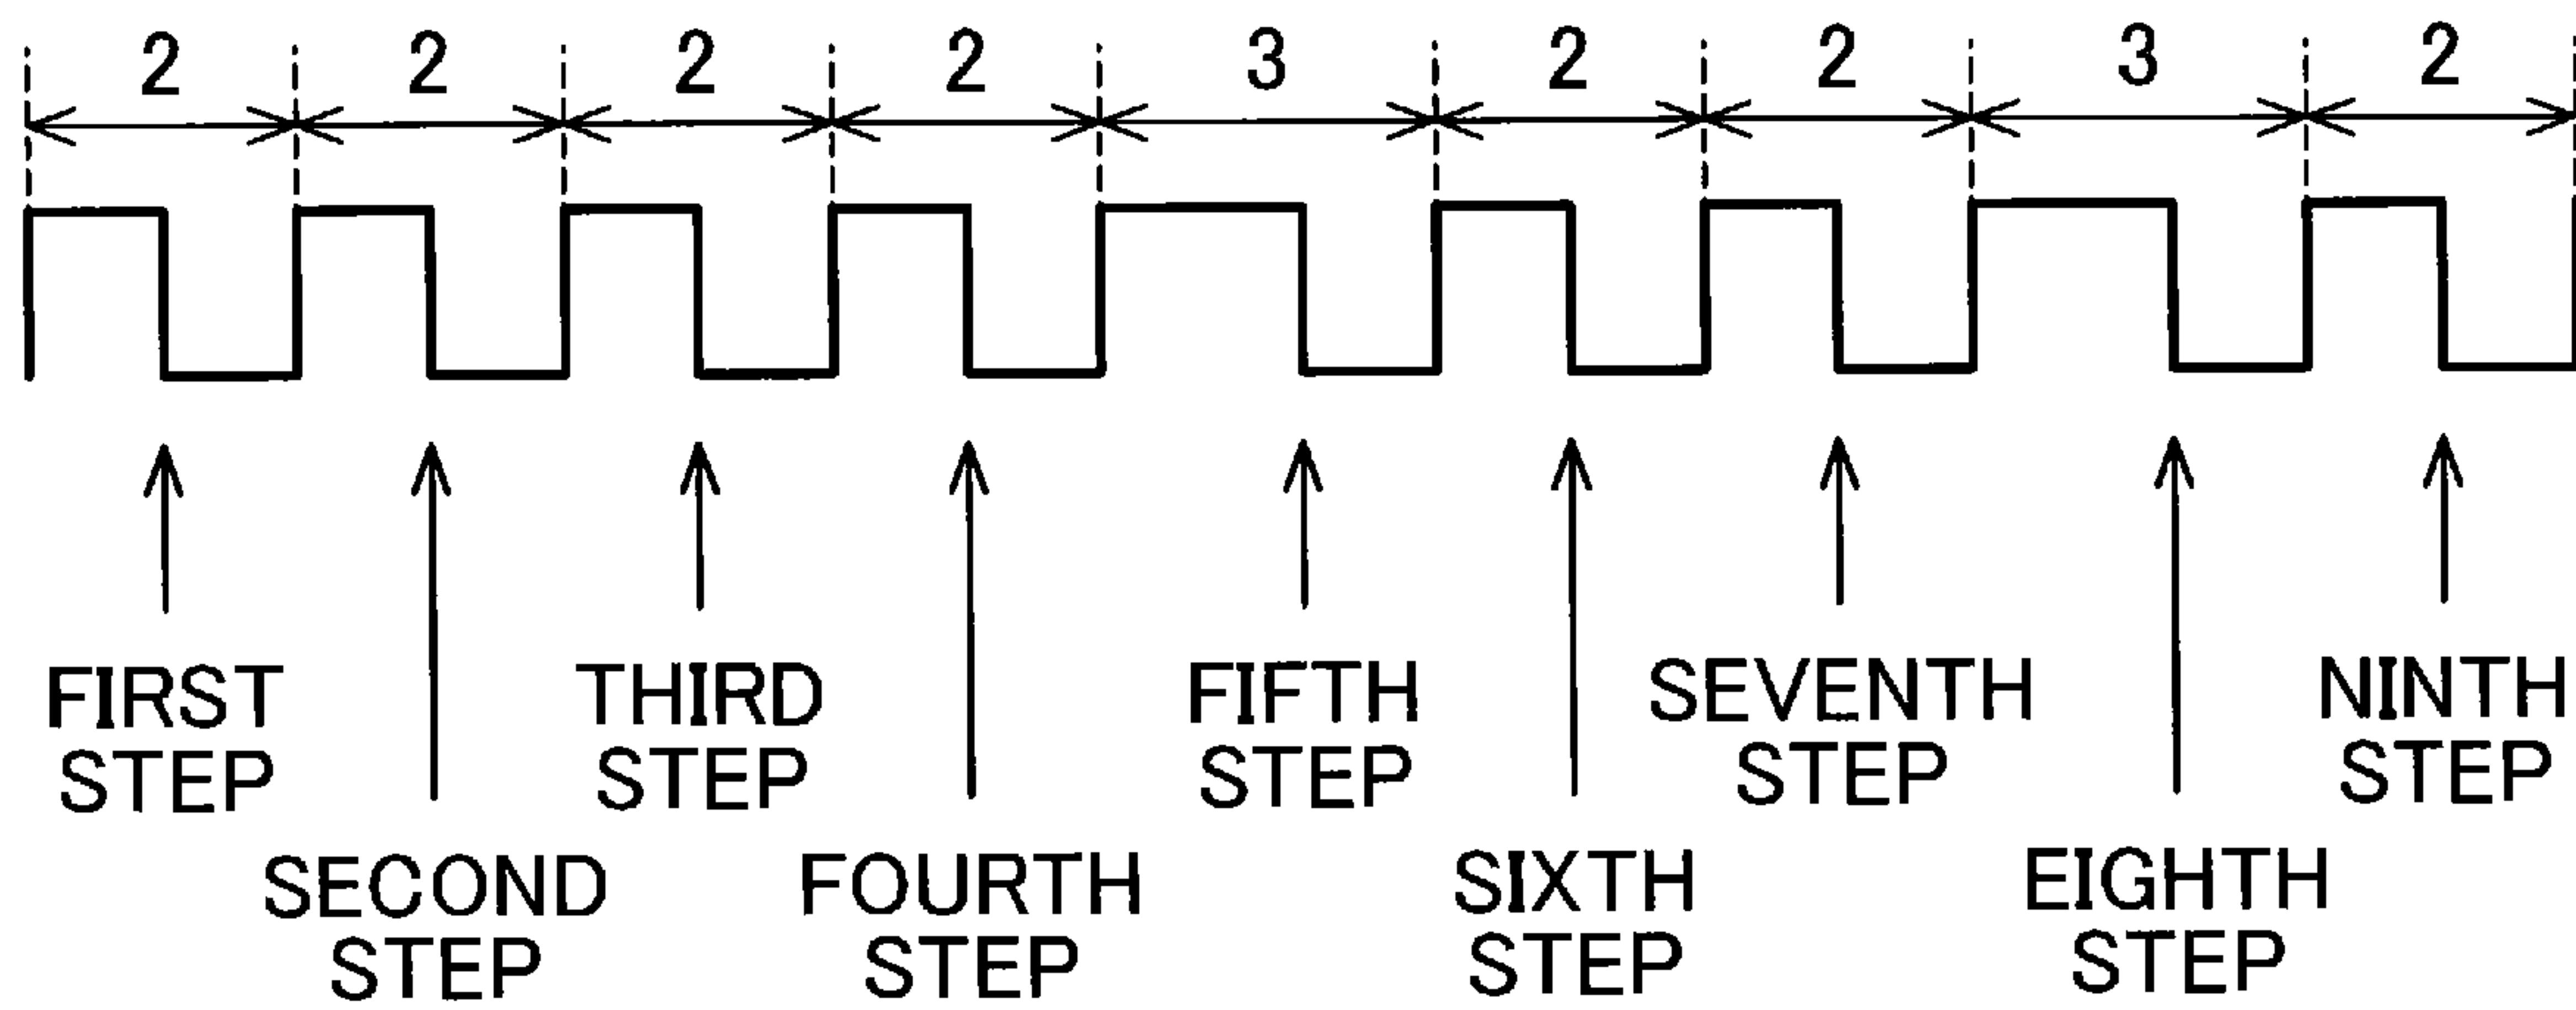 2 2 2 2 3 2 2 3 2
FIRST
STEP
SECOND
STEP
THIRD
STEP
FOURTH
STEP
FIFTH
STEP
SIXTH
STEP
SEVENTH
STEP
EIGHTH
STEP
NINTH
STEP